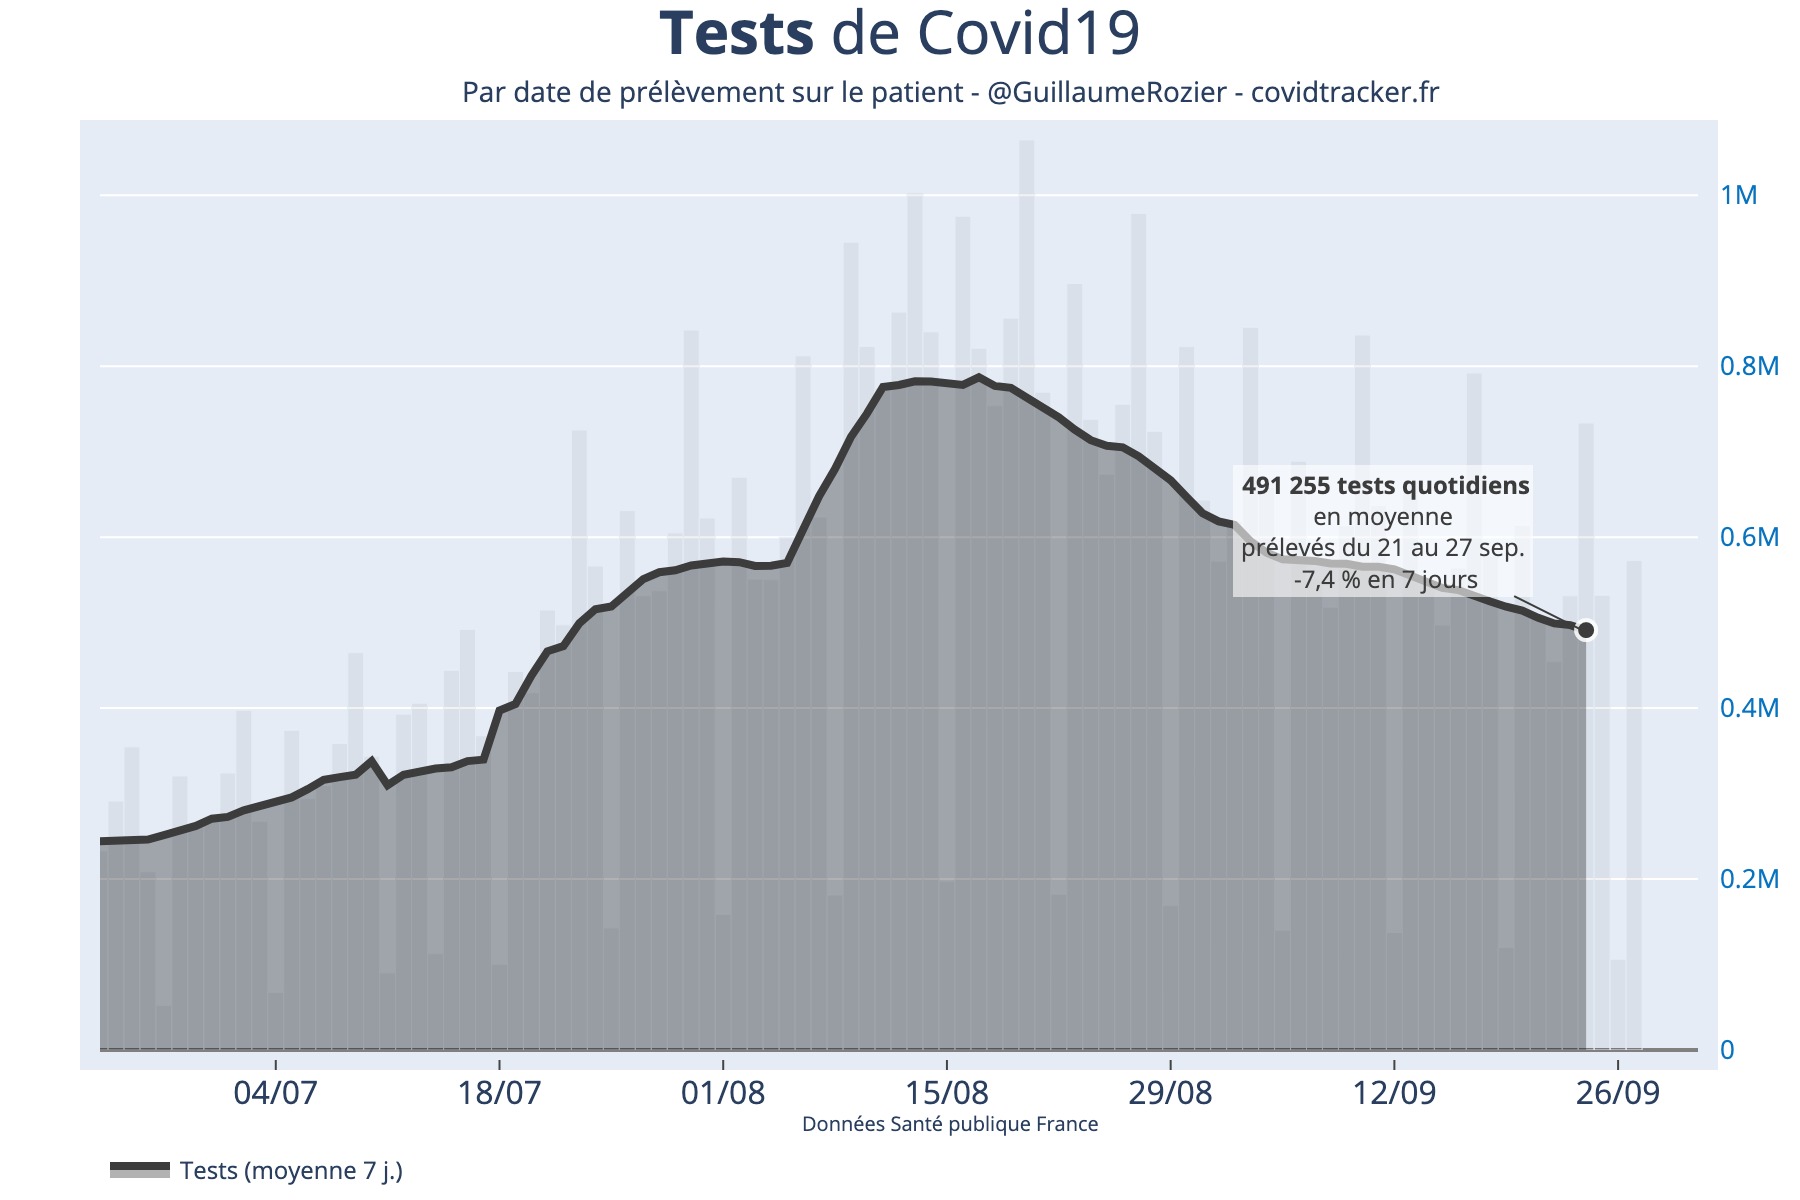 Tests de Covid19
Par date de prélèvement sur le patient - @GuillaumeRozier - covidtracker.fr
1M
0.8M
0.6M
0.4M
0.2M
0
491 255 tests quotidiens
en moyenne
prélevés du 21 au 27 sep.
-7,4 % en 7 jours
04/07 18/07 01/08 15/08 29/08 12/09 26/09
Données Santé publique France
Tests (moyenne 7 j.)